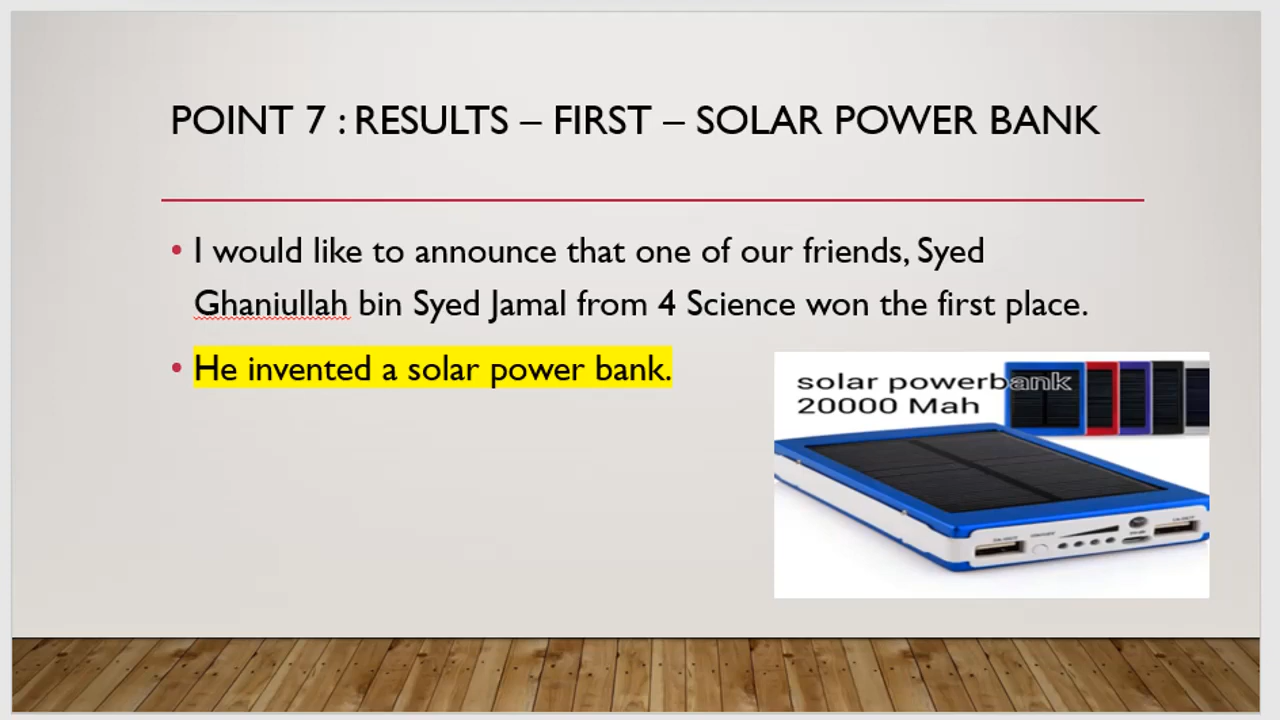 POINT 7 : RESULTS – FIRST – SOLAR POWER BANK
• I would like to announce that one of our friends, Syed
Ghaniullah bin Syed Jamal from 4 Science won the first place.
• He invented a solar power bank.
solar powerbank
20000 Mah